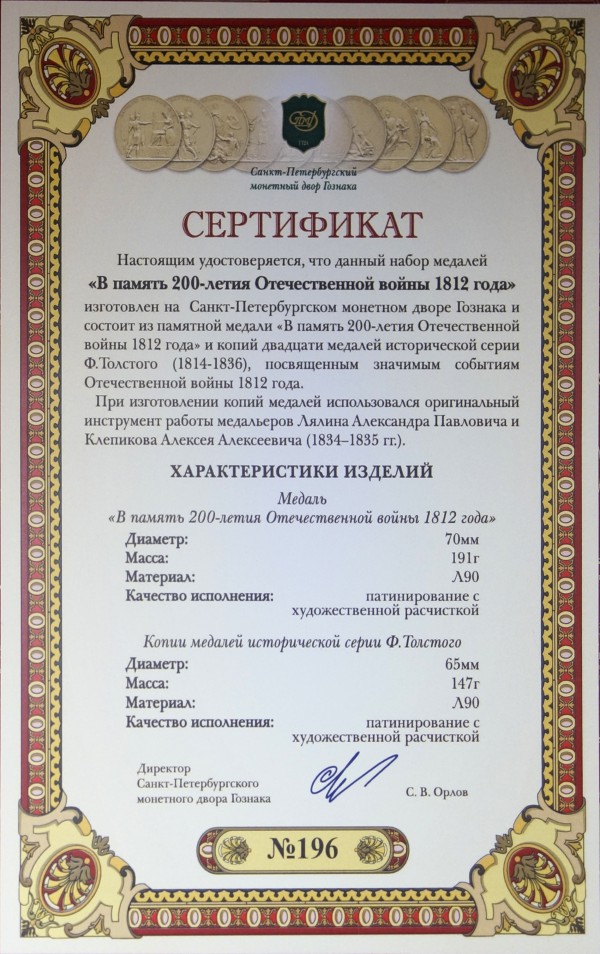 Санкт-Петербургский
монетный двор Гознака
СЕРТИФИКАТ
Настоящим удостоверяется, что данный набор медалей
«В память 200-летия Отечественной войны 1812 года»
изготовлен на Санкт-Петербургском монетном дворе Гознака и
состоит из памятной медали «В память 200-летия Отечественной
войны 1812 года» и копий двадцати медалей исторической серии
Ф.Толстого (1814-1836), посвященным значимым событиям
Отечественной войны 1812 года.
При изготовлении копий медалей использовался оригинальный
инструмент работы медальеров Лялина Александра Павловича и
Клепикова Алексея Алексеевича (1834–1835 гг.).
ХАРАКТЕРИСТИКИ ИЗДЕЛИЙ
Медаль
«В память 200-летия Отечественной войны 1812 года»
Диаметр: 70мм
Масса: 191г
Материал: Л90
Качество исполнения: патинирование с
художественной расчисткой
Копии медалей исторической серии Ф.Толстого
Диаметр: 65мм
Масса: 147г
Материал: Л90
Качество исполнения: патинирование с
художественной расчисткой
Директор
Санкт-Петербургского
монетного двора Гознака
С. В. Орлов
№196